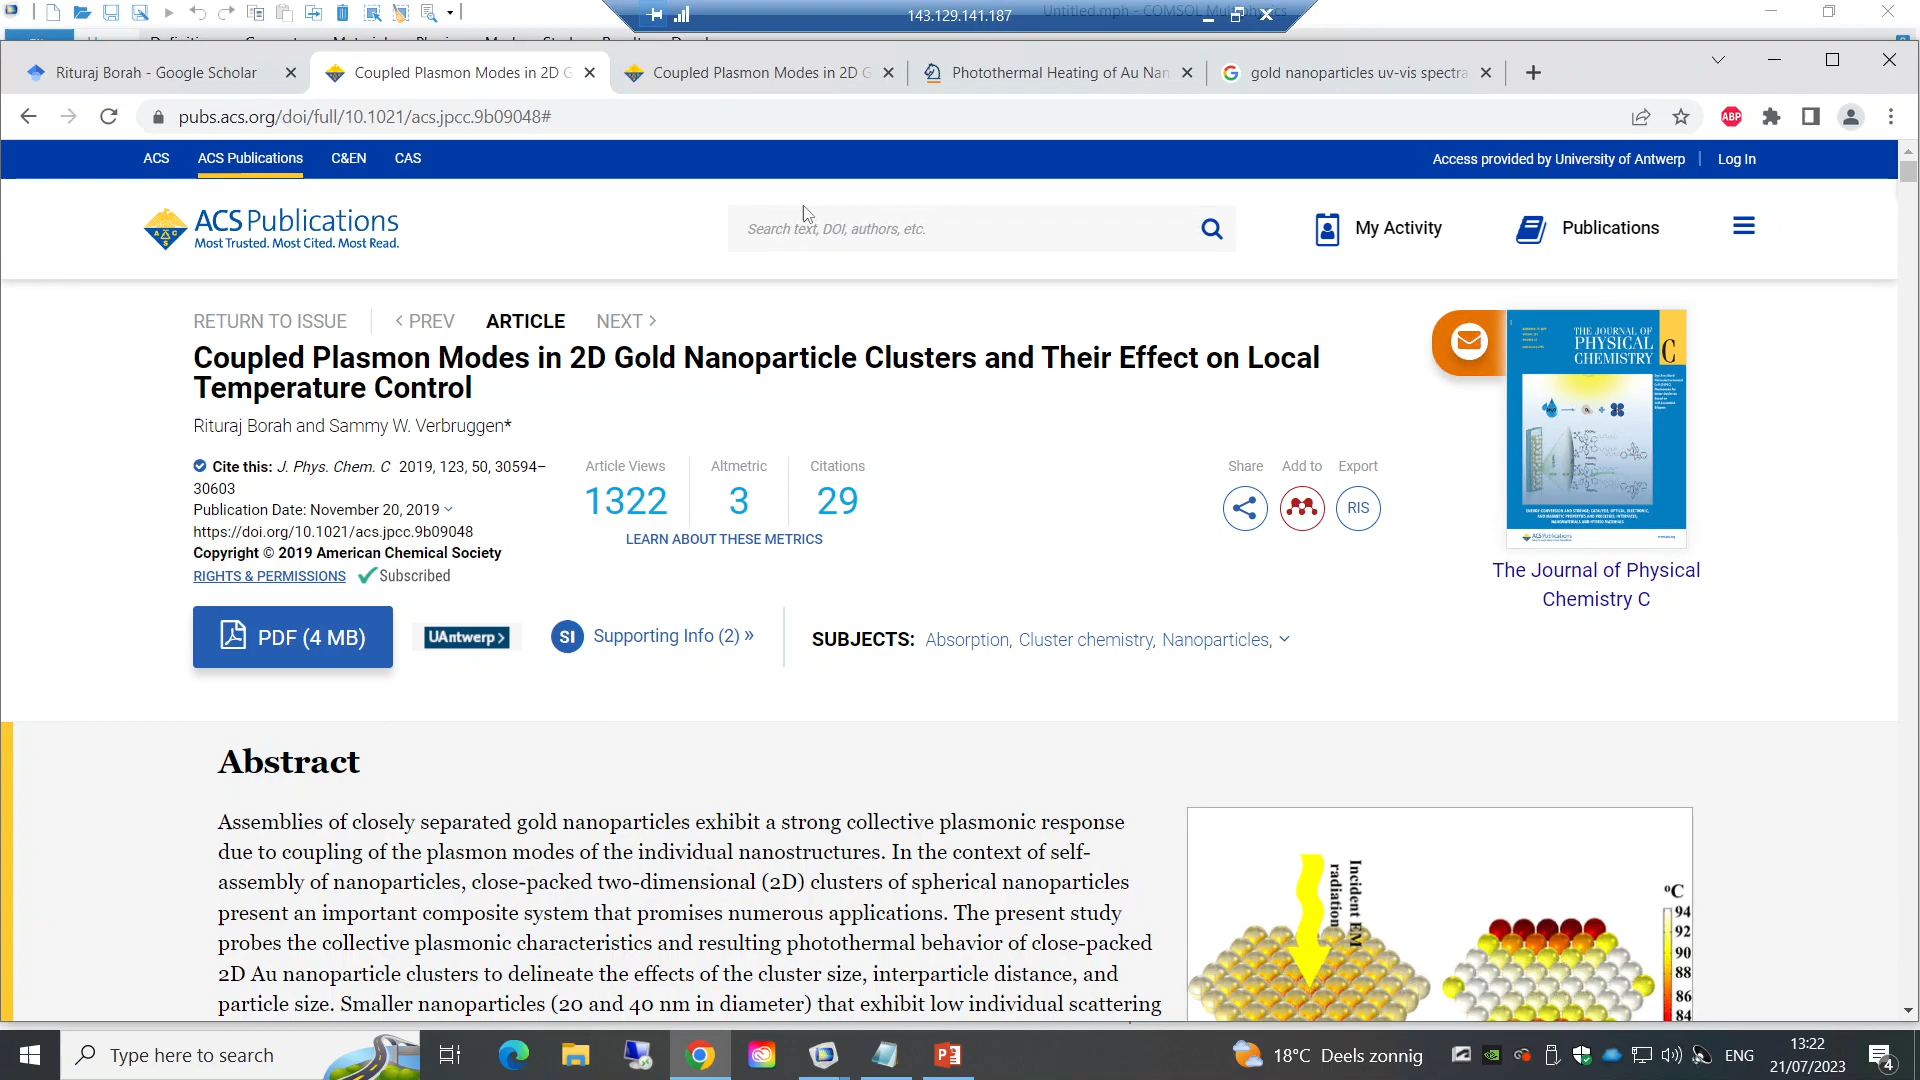 143.129.141.187
Untitled.mph - COMSOL Multiphysics
Rituraj Borah - Google Scholar
Coupled Plasmon Modes in 2D G
Coupled Plasmon Modes in 2D G
Photothermal Heating of Au Nan
gold nanoparticles uv-vis spectra
pubs.acs.org/doi/full/10.1021/acs.jpcc.9b09048#
ABP
ACS ACS Publications C&EN CAS
Access provided by University of Antwerp Log In
ACS Publications
Most Trusted. Most Cited. Most Read.
Search text, DOI, authors, etc.
My Activity
Publications
RETURN TO ISSUE < PREV ARTICLE NEXT >
Coupled Plasmon Modes in 2D Gold Nanoparticle Clusters and Their Effect on Local
Temperature Control
Rituraj Borah and Sammy W. Verbruggen*
Cite this: J. Phys. Chem. C 2019, 123, 50, 30594–
30603
Publication Date: November 20, 2019
https://doi.org/10.1021/acs.jpcc.9b09048
Copyright © 2019 American Chemical Society
RIGHTS & PERMISSIONS Subscribed
Article Views Altmetric Citations
1322 3 29
LEARN ABOUT THESE METRICS
Share Add to Export
RIS
THE JOURNAL OF
PHYSICAL
CHEMISTRY C
ACS Publications
The Journal of Physical
Chemistry C
PDF (4 MB)
UAntwerp >
SI Supporting Info (2) »
SUBJECTS: Absorption, Cluster chemistry, Nanoparticles,
Abstract
Assemblies of closely separated gold nanoparticles exhibit a strong collective plasmonic response
due to coupling of the plasmon modes of the individual nanostructures. In the context of self-
assembly of nanoparticles, close-packed two-dimensional (2D) clusters of spherical nanoparticles
present an important composite system that promises numerous applications. The present study
probes the collective plasmonic characteristics and resulting photothermal behavior of close-packed
2D Au nanoparticle clusters to delineate the effects of the cluster size, interparticle distance, and
particle size. Smaller nanoparticles (20 and 40 nm in diameter) that exhibit low individual scattering
Incident EM
radiation
ºC
94
92
90
88
86
84
Type here to search
18°C Deels zonnig
ENG
13:22
21/07/2023
4